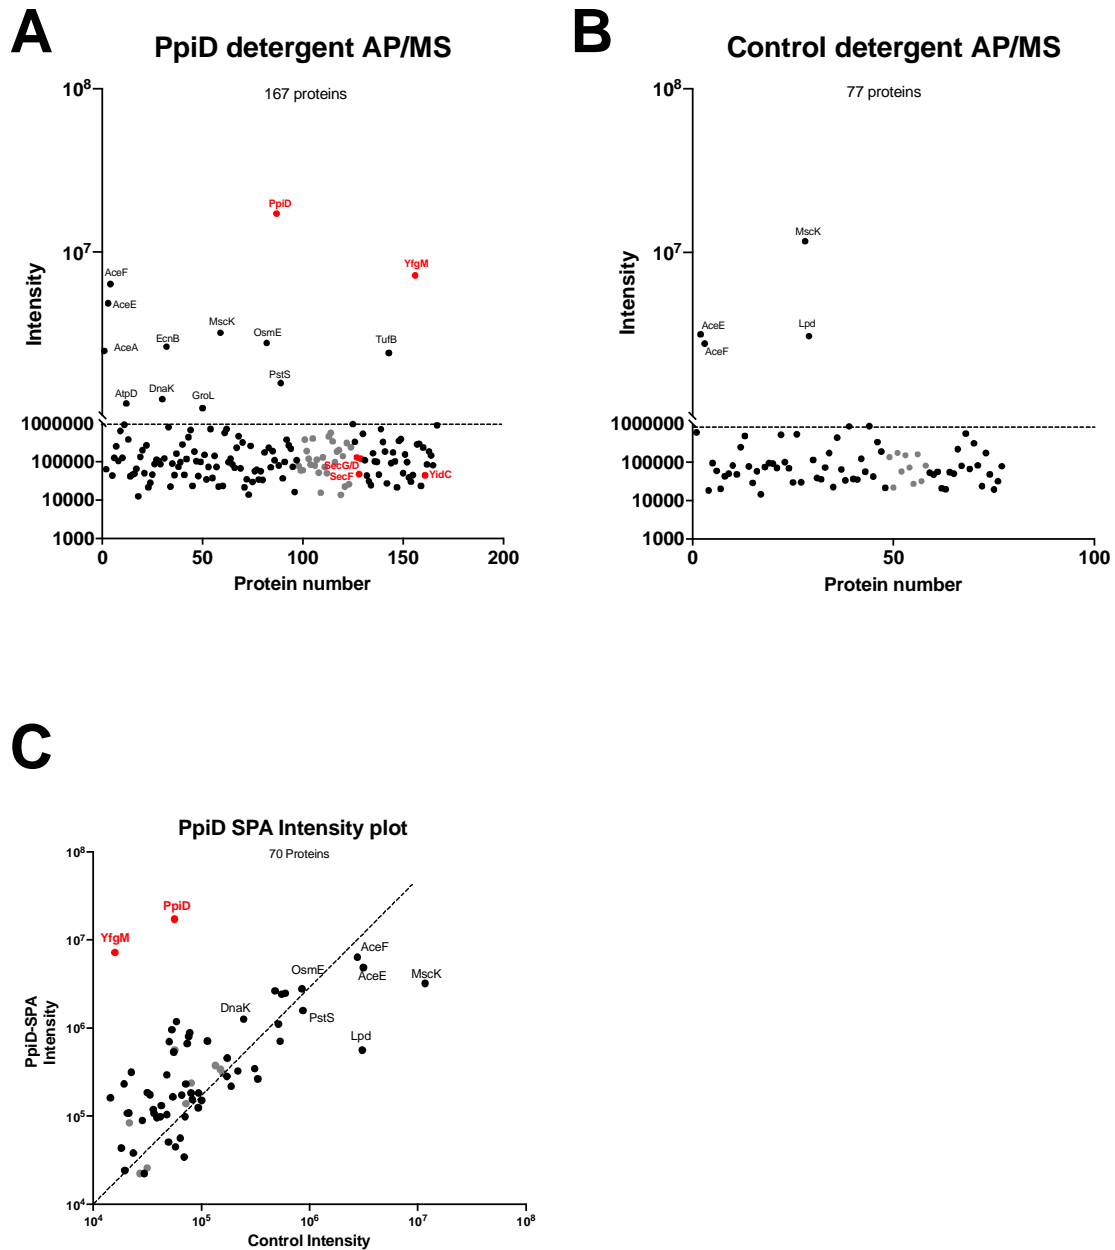 A
PpiD detergent AP/MS
167 proteins
10^8
10^7
1000000
100000
10000
1000
Intensity
PpiD
YfgM
AceF
AceE
MscK
OsmE
EcnB
AceA
TufB
PstS
DnaK
AtpD
GroL
SecG/D
SecF
YidC
0
50
100
150
200
Protein number
B
Control detergent AP/MS
77 proteins
10^8
10^7
1000000
100000
10000
1000
Intensity
MscK
AceE
Lpd
AceF
0
50
100
Protein number
C
PpiD SPA Intensity plot
70 Proteins
10^8
10^7
10^6
10^5
10^4
PpiD-SPA
Intensity
PpiD
YfgM
AceF
OsmE
AceE
MscK
DnaK
PstS
Lpd
10^4
10^5
10^6
10^7
10^8
Control Intensity